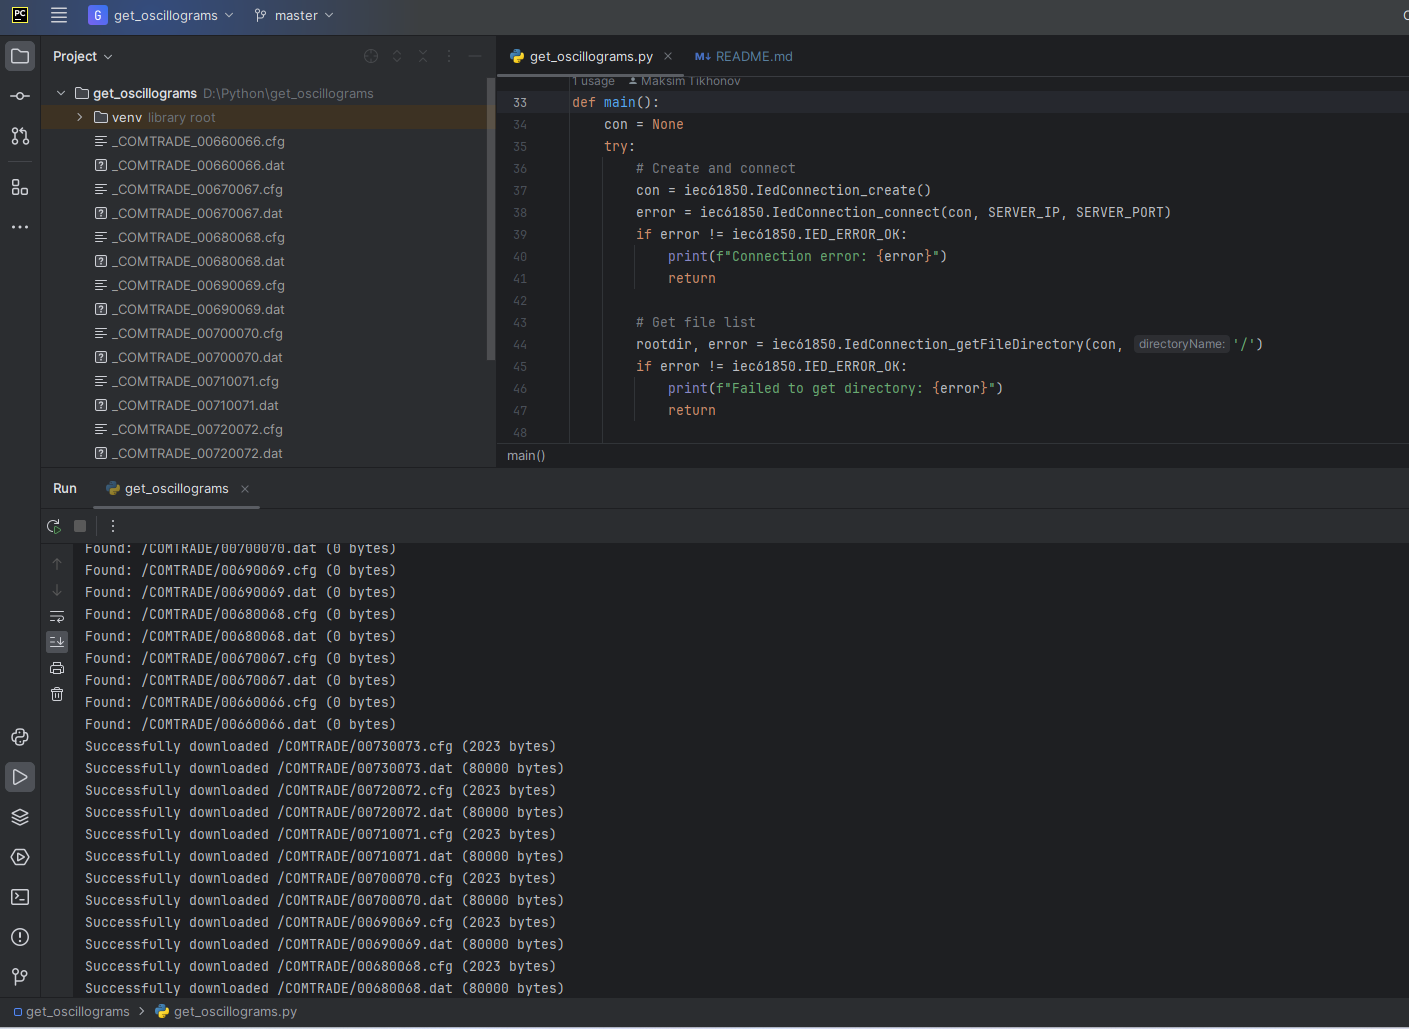 PC
G get_oscillograms master
Project
get_oscillograms D:\Python\get_oscillograms
venv library root
_COMTRADE_00660066.cfg
_COMTRADE_00660066.dat
_COMTRADE_00670067.cfg
_COMTRADE_00670067.dat
_COMTRADE_00680068.cfg
_COMTRADE_00680068.dat
_COMTRADE_00690069.cfg
_COMTRADE_00690069.dat
_COMTRADE_00700070.cfg
_COMTRADE_00700070.dat
_COMTRADE_00710071.cfg
_COMTRADE_00710071.dat
_COMTRADE_00720072.cfg
_COMTRADE_00720072.dat
get_oscillograms.py M↓ README.md
1 usage Maksim Tikhonov
33 def main():
34 con = None
35 try:
36 # Create and connect
37 con = iec61850.IedConnection_create()
38 error = iec61850.IedConnection_connect(con, SERVER_IP, SERVER_PORT)
39 if error != iec61850.IED_ERROR_OK:
40 print(f"Connection error: {error}")
41 return
42
43 # Get file list
44 rootdir, error = iec61850.IedConnection_getFileDirectory(con, directoryName: '/')
45 if error != iec61850.IED_ERROR_OK:
46 print(f"Failed to get directory: {error}")
47 return
48
main()
Run get_oscillograms
Found: /COMTRADE/00700070.dat (0 bytes)
Found: /COMTRADE/00690069.cfg (0 bytes)
Found: /COMTRADE/00690069.dat (0 bytes)
Found: /COMTRADE/00680068.cfg (0 bytes)
Found: /COMTRADE/00680068.dat (0 bytes)
Found: /COMTRADE/00670067.cfg (0 bytes)
Found: /COMTRADE/00670067.dat (0 bytes)
Found: /COMTRADE/00660066.cfg (0 bytes)
Found: /COMTRADE/00660066.dat (0 bytes)
Successfully downloaded /COMTRADE/00730073.cfg (2023 bytes)
Successfully downloaded /COMTRADE/00730073.dat (80000 bytes)
Successfully downloaded /COMTRADE/00720072.cfg (2023 bytes)
Successfully downloaded /COMTRADE/00720072.dat (80000 bytes)
Successfully downloaded /COMTRADE/00710071.cfg (2023 bytes)
Successfully downloaded /COMTRADE/00710071.dat (80000 bytes)
Successfully downloaded /COMTRADE/00700070.cfg (2023 bytes)
Successfully downloaded /COMTRADE/00700070.dat (80000 bytes)
Successfully downloaded /COMTRADE/00690069.cfg (2023 bytes)
Successfully downloaded /COMTRADE/00690069.dat (80000 bytes)
Successfully downloaded /COMTRADE/00680068.cfg (2023 bytes)
Successfully downloaded /COMTRADE/00680068.dat (80000 bytes)
get_oscillograms > get_oscillograms.py